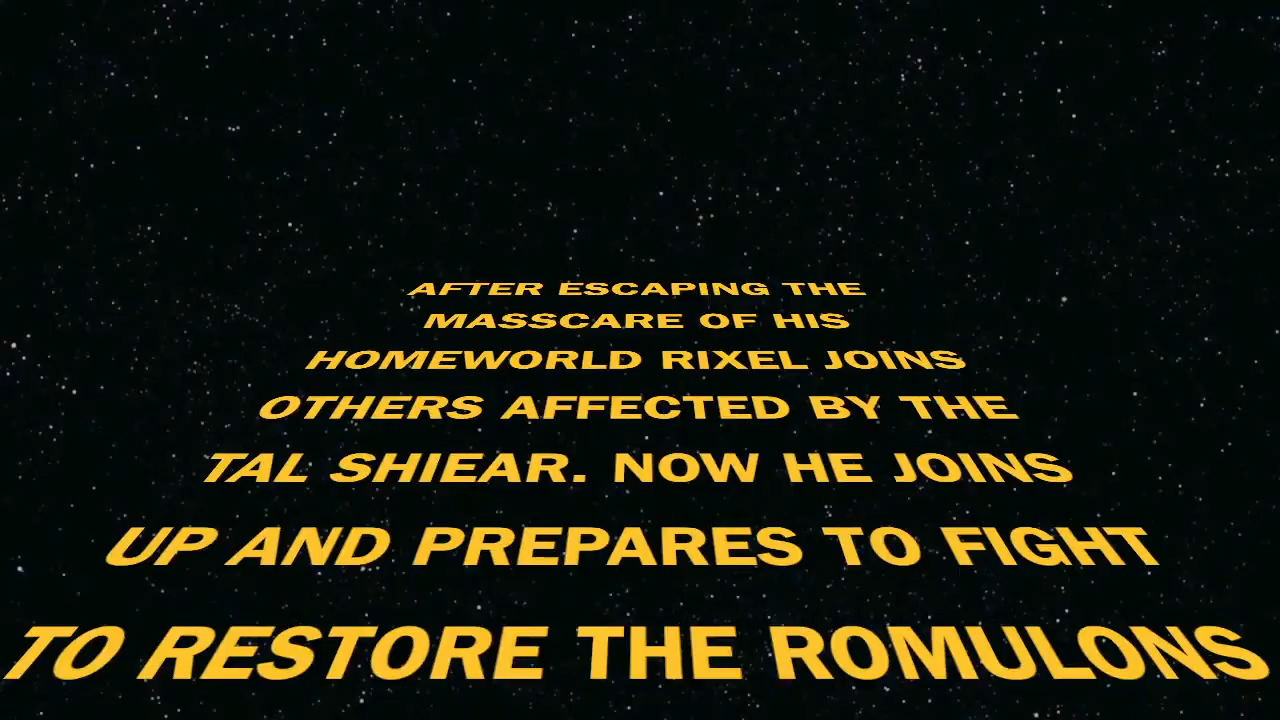 AFTER ESCAPING THE
MASSCARE OF HIS
HOMEWORLD RIXEL JOINS
OTHERS AFFECTED BY THE
TAL SHIEAR. NOW HE JOINS
UP AND PREPARES TO FIGHT
TO RESTORE THE ROMULONS